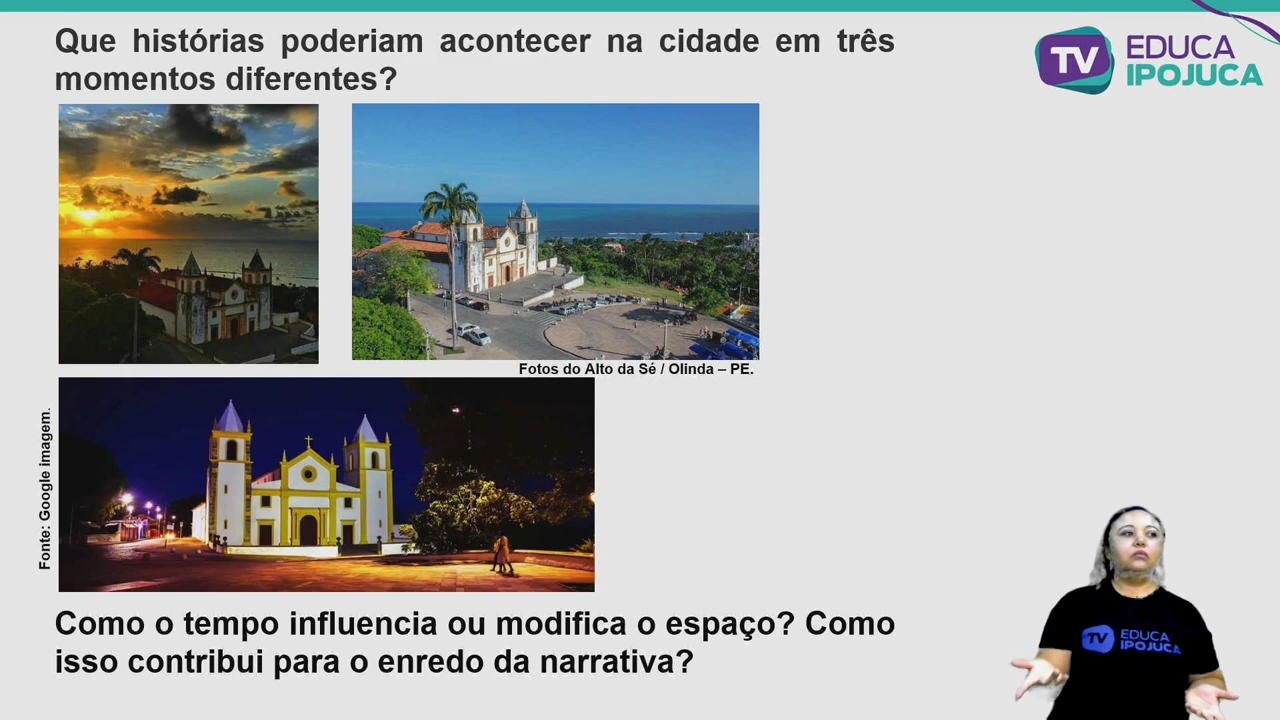 Que histórias poderiam acontecer na cidade em três
momentos diferentes?
TV EDUCA
IPOJUCA
Fotos do Alto da Sé / Olinda – PE.
Fonte: Google imagem.
Como o tempo influencia ou modifica o espaço? Como
isso contribui para o enredo da narrativa?
TV EDUCA
IPOJUCA